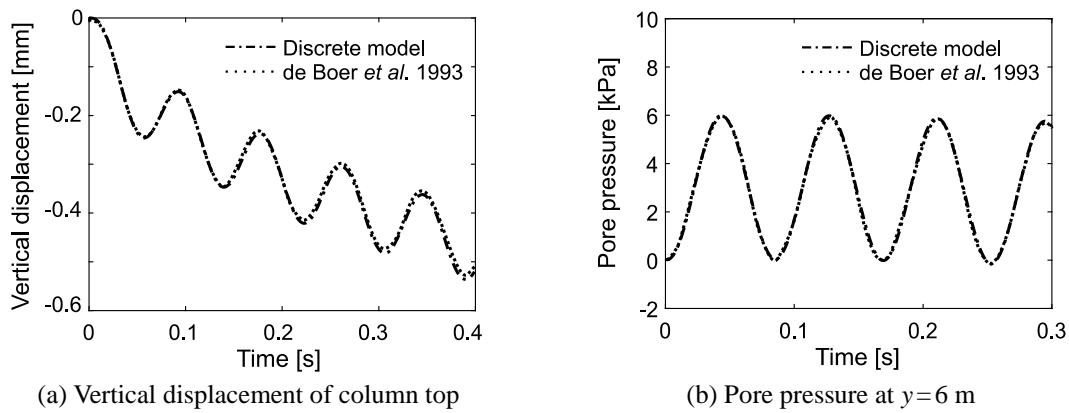 0
-0.2
-0.4
-0.6
Vertical displacement [mm]
Discrete model
de Boer et al. 1993
0 0.1 0.2 0.3 0.4
Time [s]
(a) Vertical displacement of column top
10
8
6
4
2
0
-2
Pore pressure [kPa]
Discrete model
de Boer et al. 1993
0 0.1 0.2 0.3
Time [s]
(b) Pore pressure at y=6 m